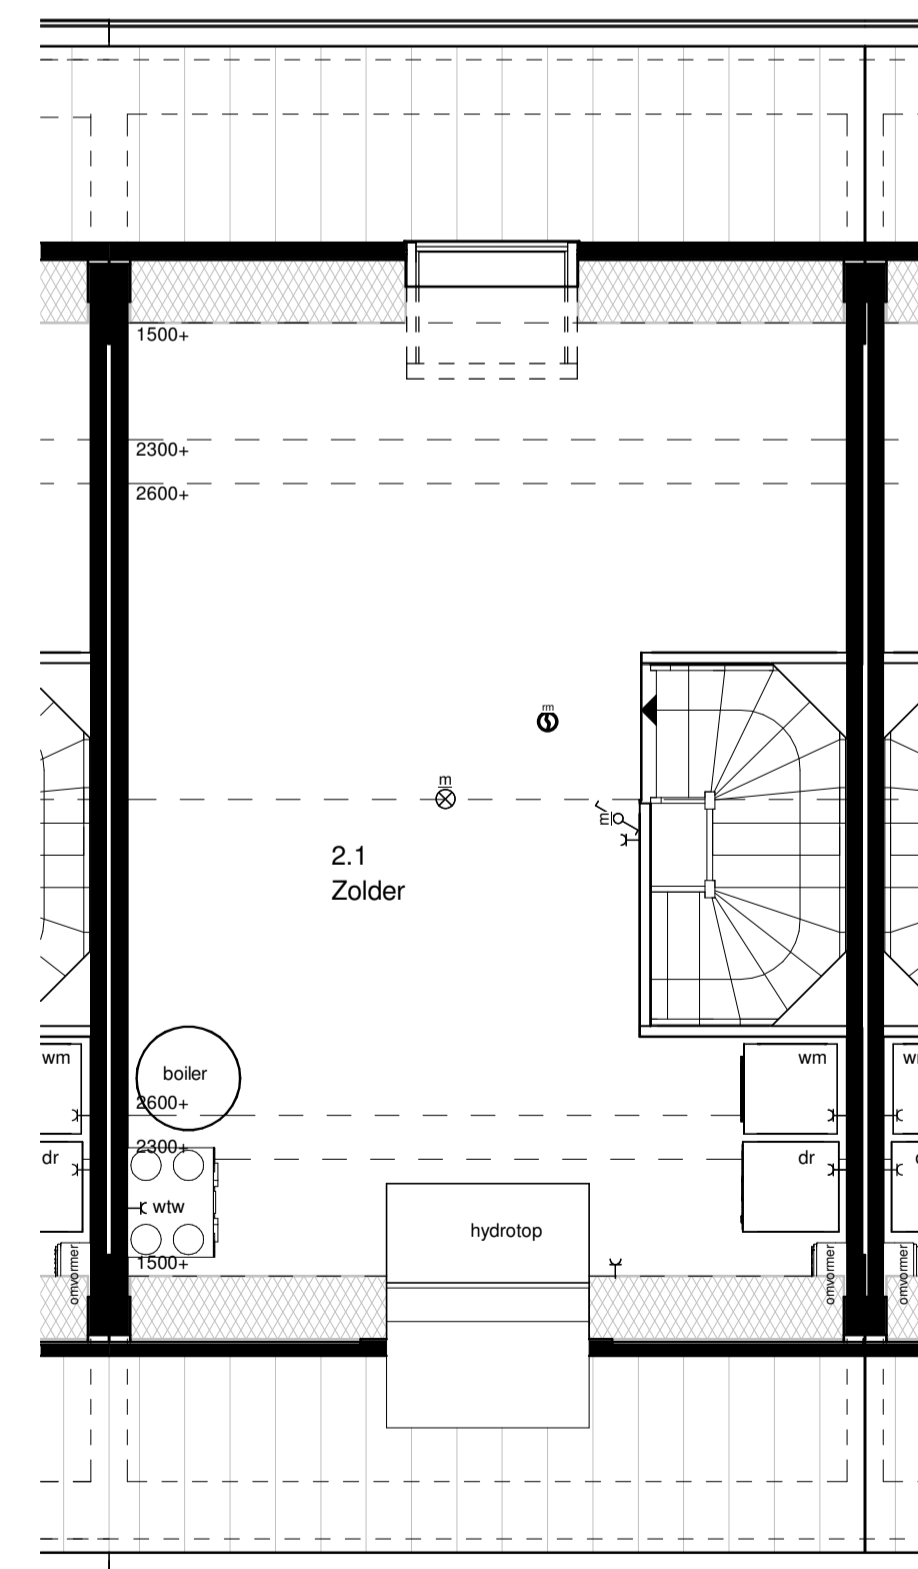 1500+
2300+
2600+
rm
m
m
2.1
Zolder
wm
boiler
wm
2600+
2300+
dr
dr
wtw
hydrotop
1500+
omvormer
omvormer
omvormer